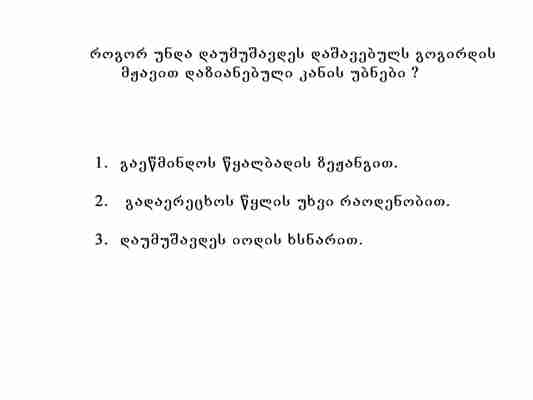 როგორ უნდა დაუმუშავდეს დაშავებულს გოგირდის
მჟავით დაზიანებული კანის უბნები ?
1. გაეწმინდოს წყალბადის ზეჟანგით.
2. გადაერეცხოს წყლის უხვი რაოდენობით.
3. დაუმუშავდეს იოდის ხსნარით.